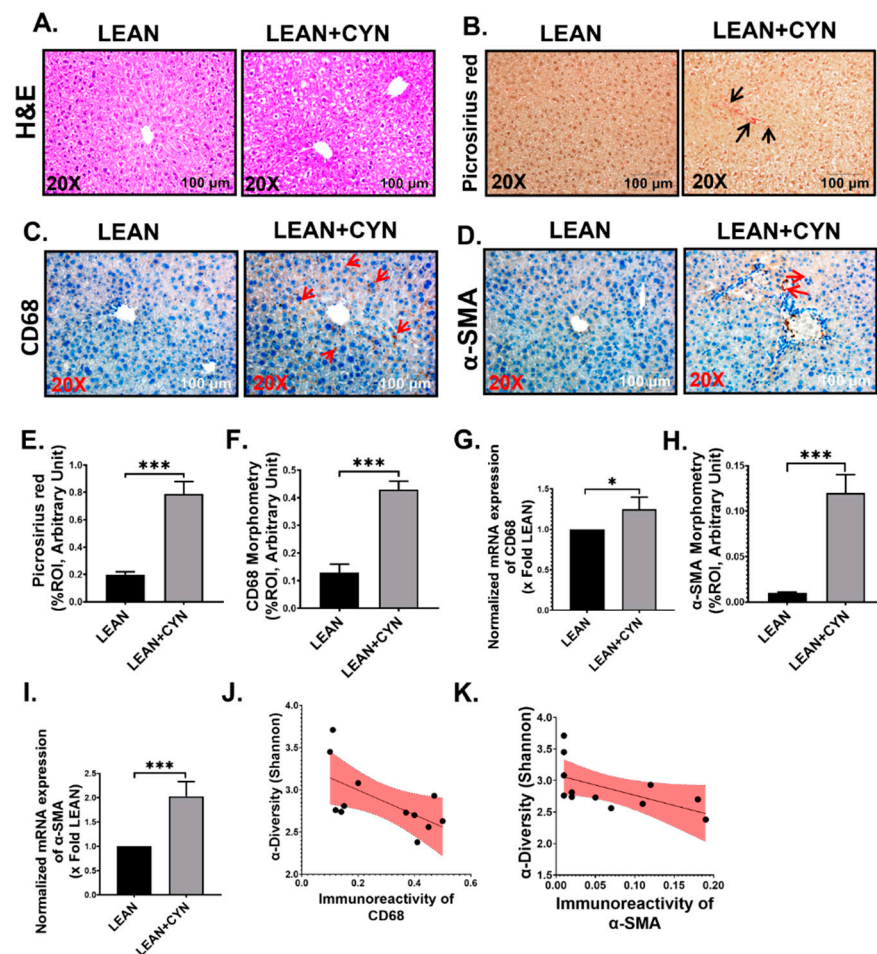 A.
LEAN
LEAN+CYN
H&E
20X
100 µm
100 µm
B.
LEAN
LEAN+CYN
Picrosirius red
20X
100 µm
20X
100 µm
C.
LEAN
LEAN+CYN
CD68
20X
100 µm
20X
100 µm
D.
LEAN
LEAN+CYN
α-SMA
20X
100 µm
20X
100 µm
E.
Picrosirius red
(%ROI, Arbitrary Unit)
1.0
0.8
0.6
0.4
0.2
0.0
***
LEAN
LEAN+CYN
F.
CD68 Morphometry
(%ROI, Arbitrary Unit)
0.5
0.4
0.3
0.2
0.1
0.0
***
LEAN
LEAN+CYN
G.
Normalized mRNA expression
of CD68
(x Fold LEAN)
1.5
1.0
0.5
0.0
*
LEAN
LEAN+CYN
H.
α-SMA Morphometry
(%ROI, Arbitrary Unit)
0.15
0.10
0.05
0.00
***
LEAN
LEAN+CYN
I.
Normalized mRNA expression
of α-SMA
(x Fold LEAN)
2.5
2.0
1.5
1.0
0.5
0.0
***
LEAN
LEAN+CYN
J.
α-Diversity (Shannon)
4.0
3.5
3.0
2.5
2.0
0.0
0.2
0.4
0.6
Immunoreactivity of
CD68
K.
α-Diversity (Shannon)
4.0
3.5
3.0
2.5
2.0
1.5
0.00
0.05
0.10
0.15
0.20
Immunoreactivity of
α-SMA